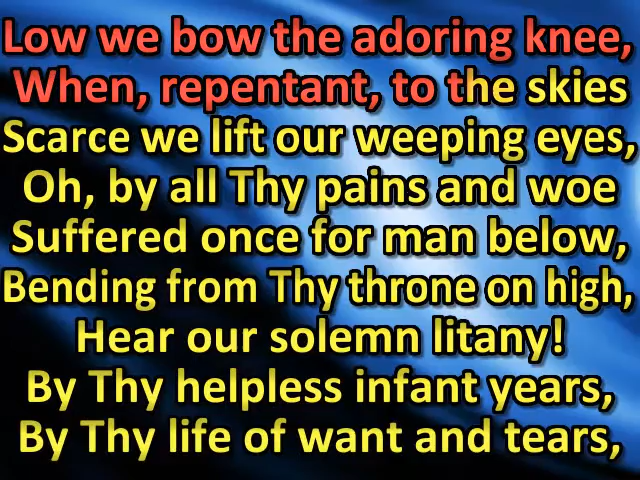 Low we bow the adoring knee,
When, repentant, to the skies
Scarce we lift our weeping eyes,
Oh, by all Thy pains and woe
Suffered once for man below,
Bending from Thy throne on high,
Hear our solemn litany!
By Thy helpless infant years,
By Thy life of want and tears,